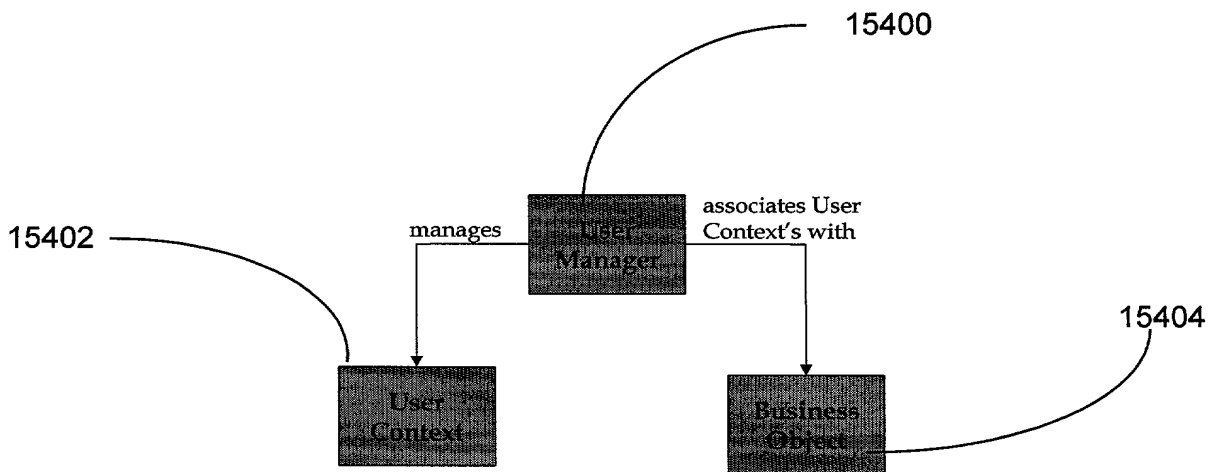 15400
associates User
Context's with
manages
User
Manager
15402
15404
User
Context
Business
Object